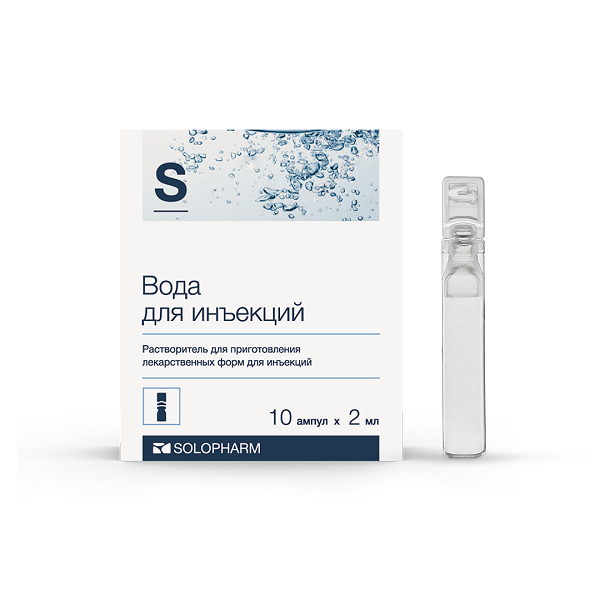 S
Вода
для инъекций
Растворитель для приготовления
лекарственных форм для инъекций
10 ампул x 2 мл
SOLOPHARM